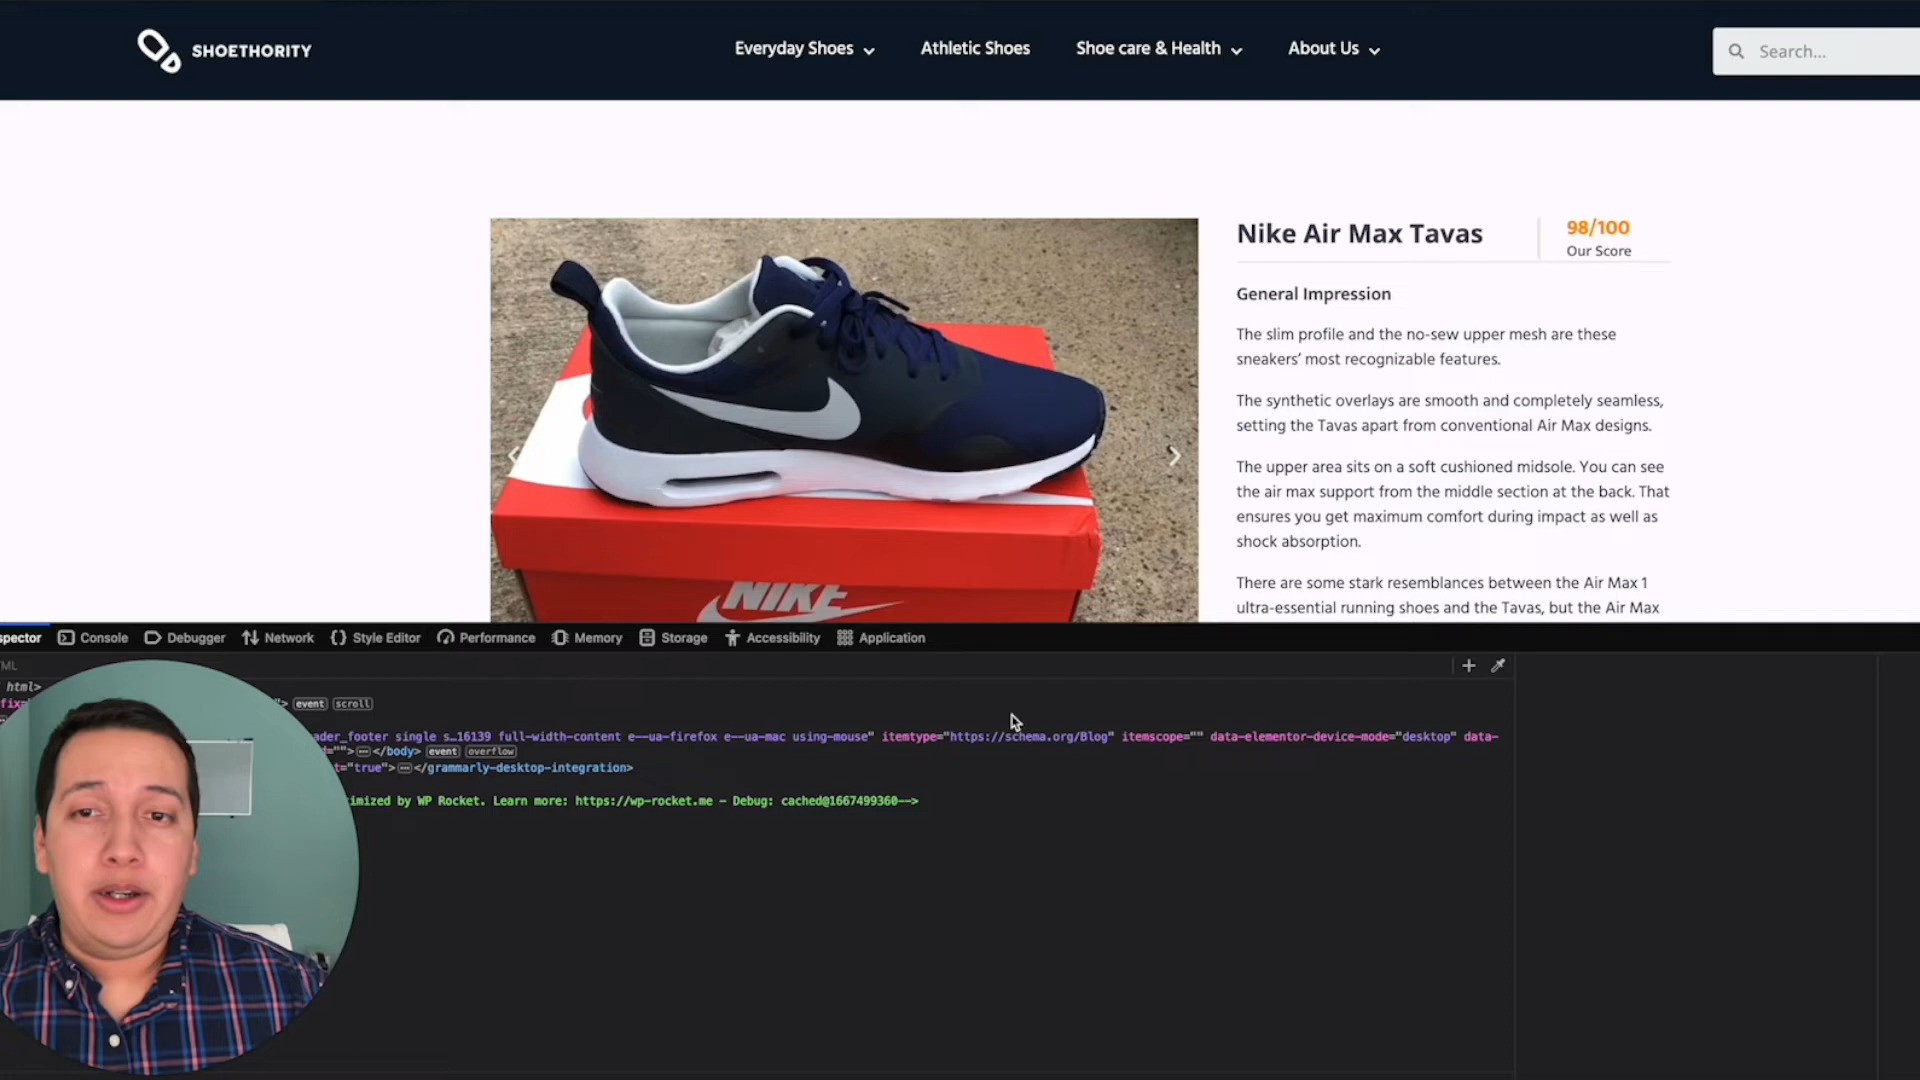 SHOETHORITY
Everyday Shoes
Athletic Shoes
Shoe care & Health
About Us
Search...
Nike Air Max Tavas
98/100
Our Score
General Impression
The slim profile and the no-sew upper mesh are these
sneakers’ most recognizable features.
The synthetic overlays are smooth and completely seamless,
setting the Tavas apart from conventional Air Max designs.
The upper area sits on a soft cushioned midsole. You can see
the air max support from the middle section at the back. That
ensures you get maximum comfort during impact as well as
shock absorption.
There are some stark resemblances between the Air Max 1
ultra-essential running shoes and the Tavas, but the Air Max
NIKE
spector Console Debugger Network {} Style Editor Performance Memory Storage Accessibility Application
ML
html>
fix="> event scroll
ader_footer single s…16139 full-width-content e--ua-firefox e--ua-mac using-mouse" itemtype="https://schema.org/Blog" itemscope="" data-elementor-device-mode="desktop" data-
d=""></body> event overflow
t="true"></grammarly-desktop-integration>
imized by WP Rocket. Learn more: https://wp-rocket.me - Debug: cached@1667499360-->